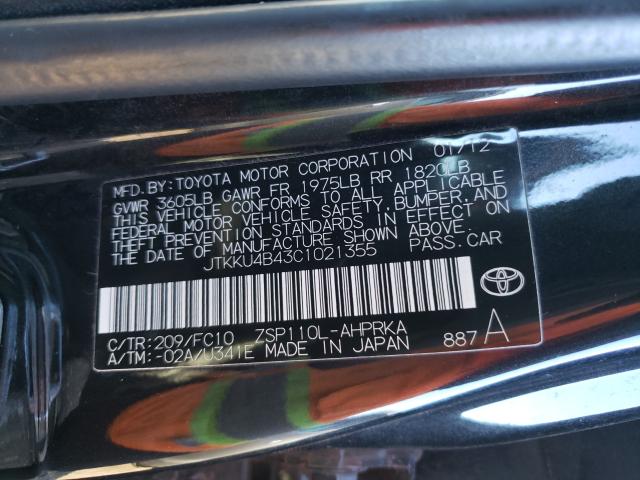 MFD. BY: TOYOTA MOTOR CORPORATION 01/12
GVWR 3605LB GAWR FR 1975LB RR 1820LB
THIS VEHICLE CONFORMS TO ALL APPLICABLE
FEDERAL MOTOR VEHICLE SAFETY, BUMPER, AND
THEFT PREVENTION STANDARDS IN EFFECT ON
THE DATE OF MANUFACTURE SHOWN ABOVE.
JTKKU4B43C1021355 PASS. CAR
C/TR: 209/FC10 ZSP110L-AHPRKA
A/TM: -02A/U341E MADE IN JAPAN 887 A